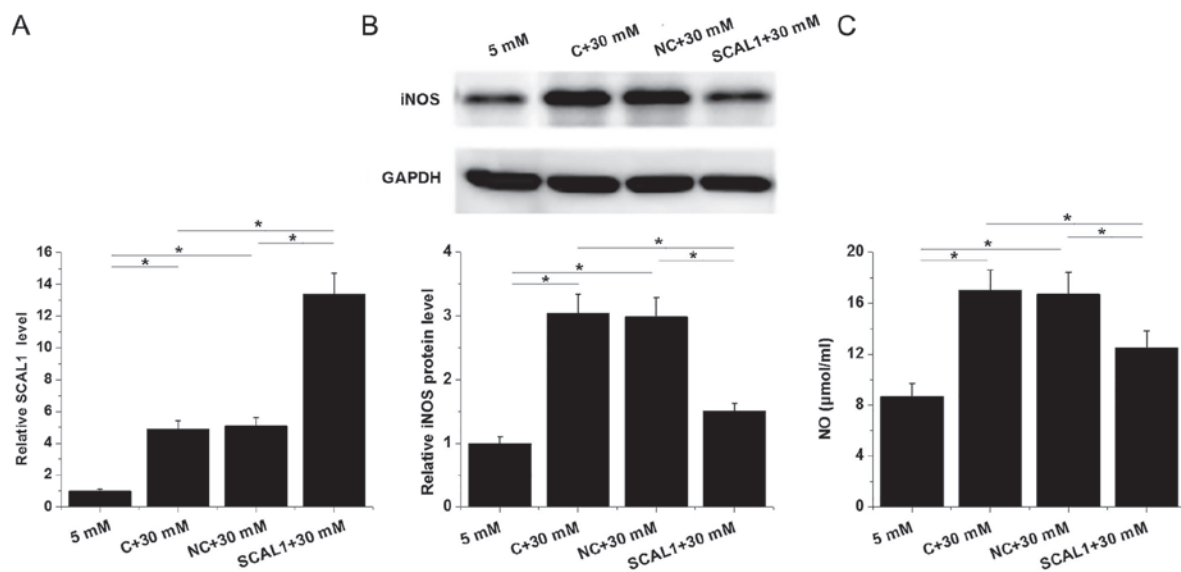 A
B
C
5 mM
C+30 mM
NC+30 mM
SCAL1+30 mM
iNOS
GAPDH
*
*
*
*
16
14
12
10
8
6
4
2
0
Relative SCAL1 level
5 mM
C+30 mM
NC+30 mM
SCAL1+30 mM
*
*
*
*
4
3
2
1
0
Relative iNOS protein level
5 mM
C+30 mM
NC+30 mM
SCAL1+30 mM
*
*
*
*
20
16
12
8
4
0
NO (μmol/ml)
5 mM
C+30 mM
NC+30 mM
SCAL1+30 mM